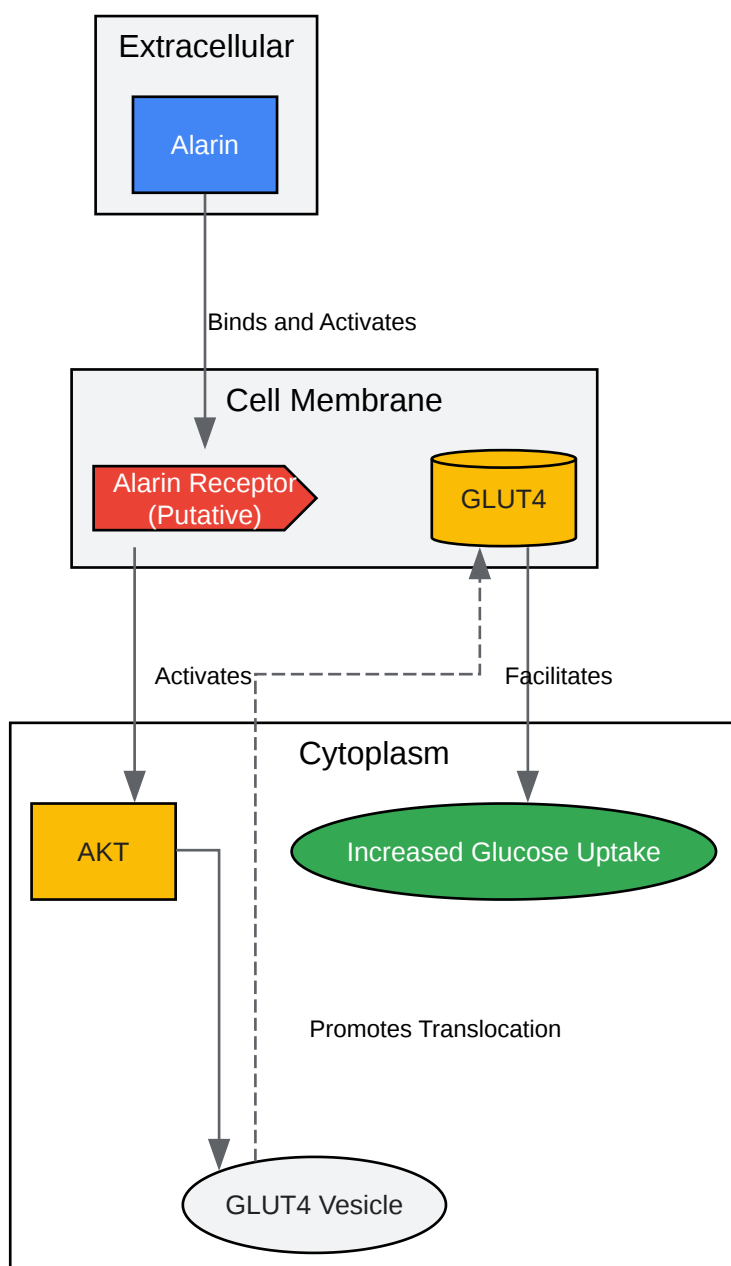 Extracellular
Alarin
Binds and Activates
Cell Membrane
Alarin Receptor
(Putative)
GLUT4
Activates
Facilitates
Cytoplasm
AKT
Increased Glucose Uptake
Promotes Translocation
GLUT4 Vesicle